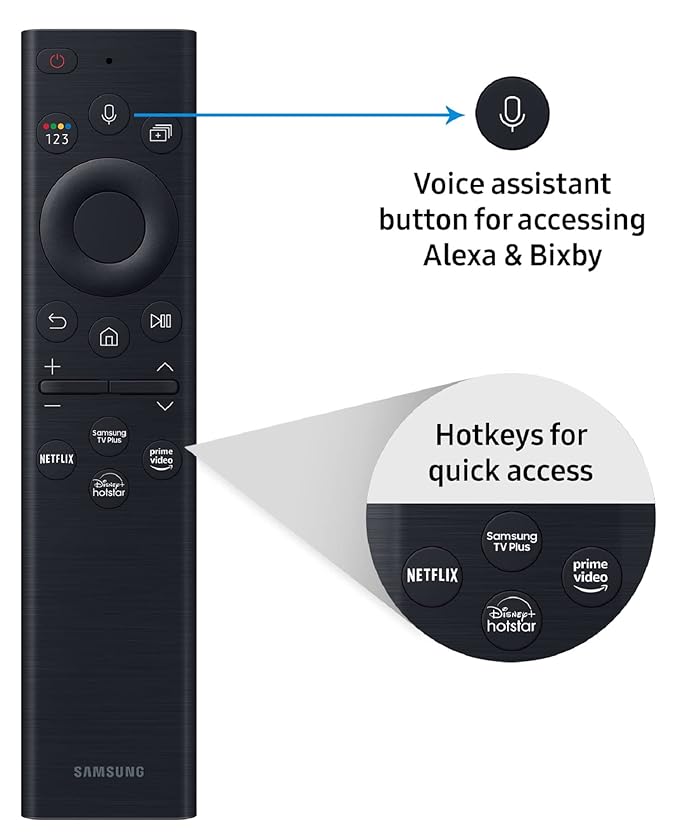 123
Voice assistant
button for accessing
Alexa & Bixby
+
−
Samsung
TV Plus
NETFLIX
prime
video
Disney+
hotstar
Hotkeys for
quick access
Samsung
TV Plus
NETFLIX
prime
video
Disney+
hotstar
SAMSUNG